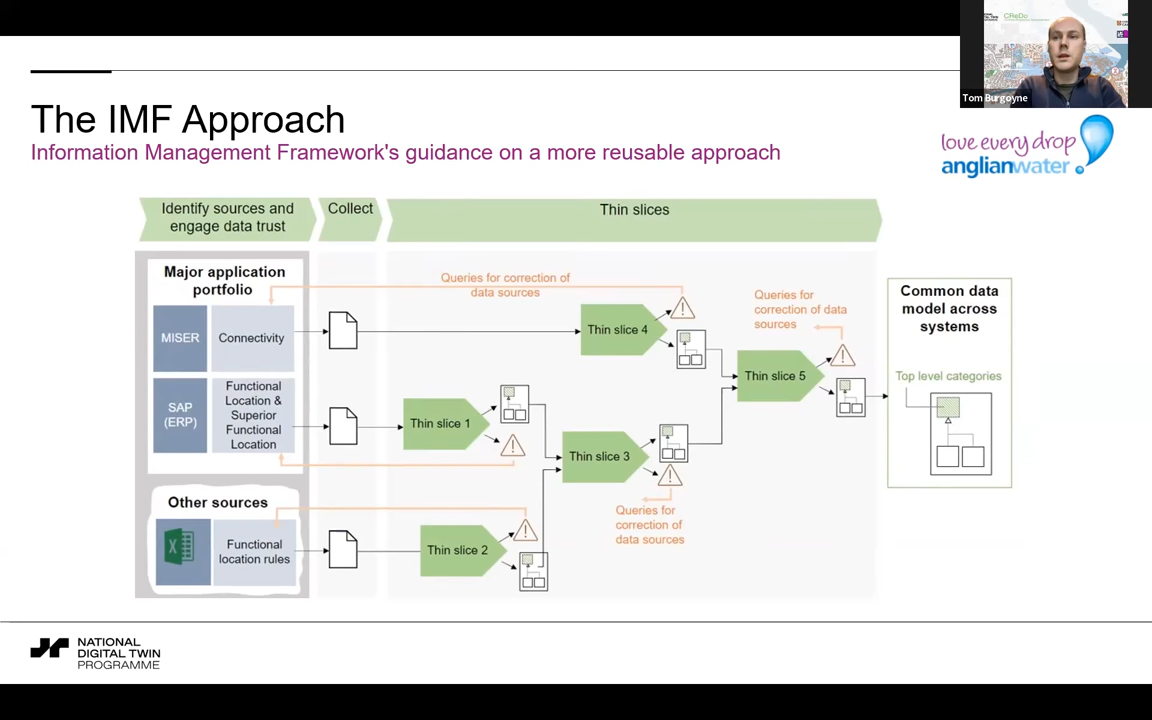 CReDo
Tom Burgoyne
The IMF Approach
Information Management Framework's guidance on a more reusable approach
love every drop
anglianwater
Identify sources and
engage data trust
Collect
Thin slices
Major application
portfolio
MISER
Connectivity
SAP
(ERP)
Functional
Location &
Superior
Functional
Location
Other sources
Functional
location rules
Queries for correction of
data sources
Thin slice 4
Thin slice 1
Thin slice 3
Thin slice 2
Queries for
correction of
data sources
Queries for
correction of data
sources
Thin slice 5
Common data
model across
systems
Top level categories
NATIONAL
DIGITAL TWIN
PROGRAMME